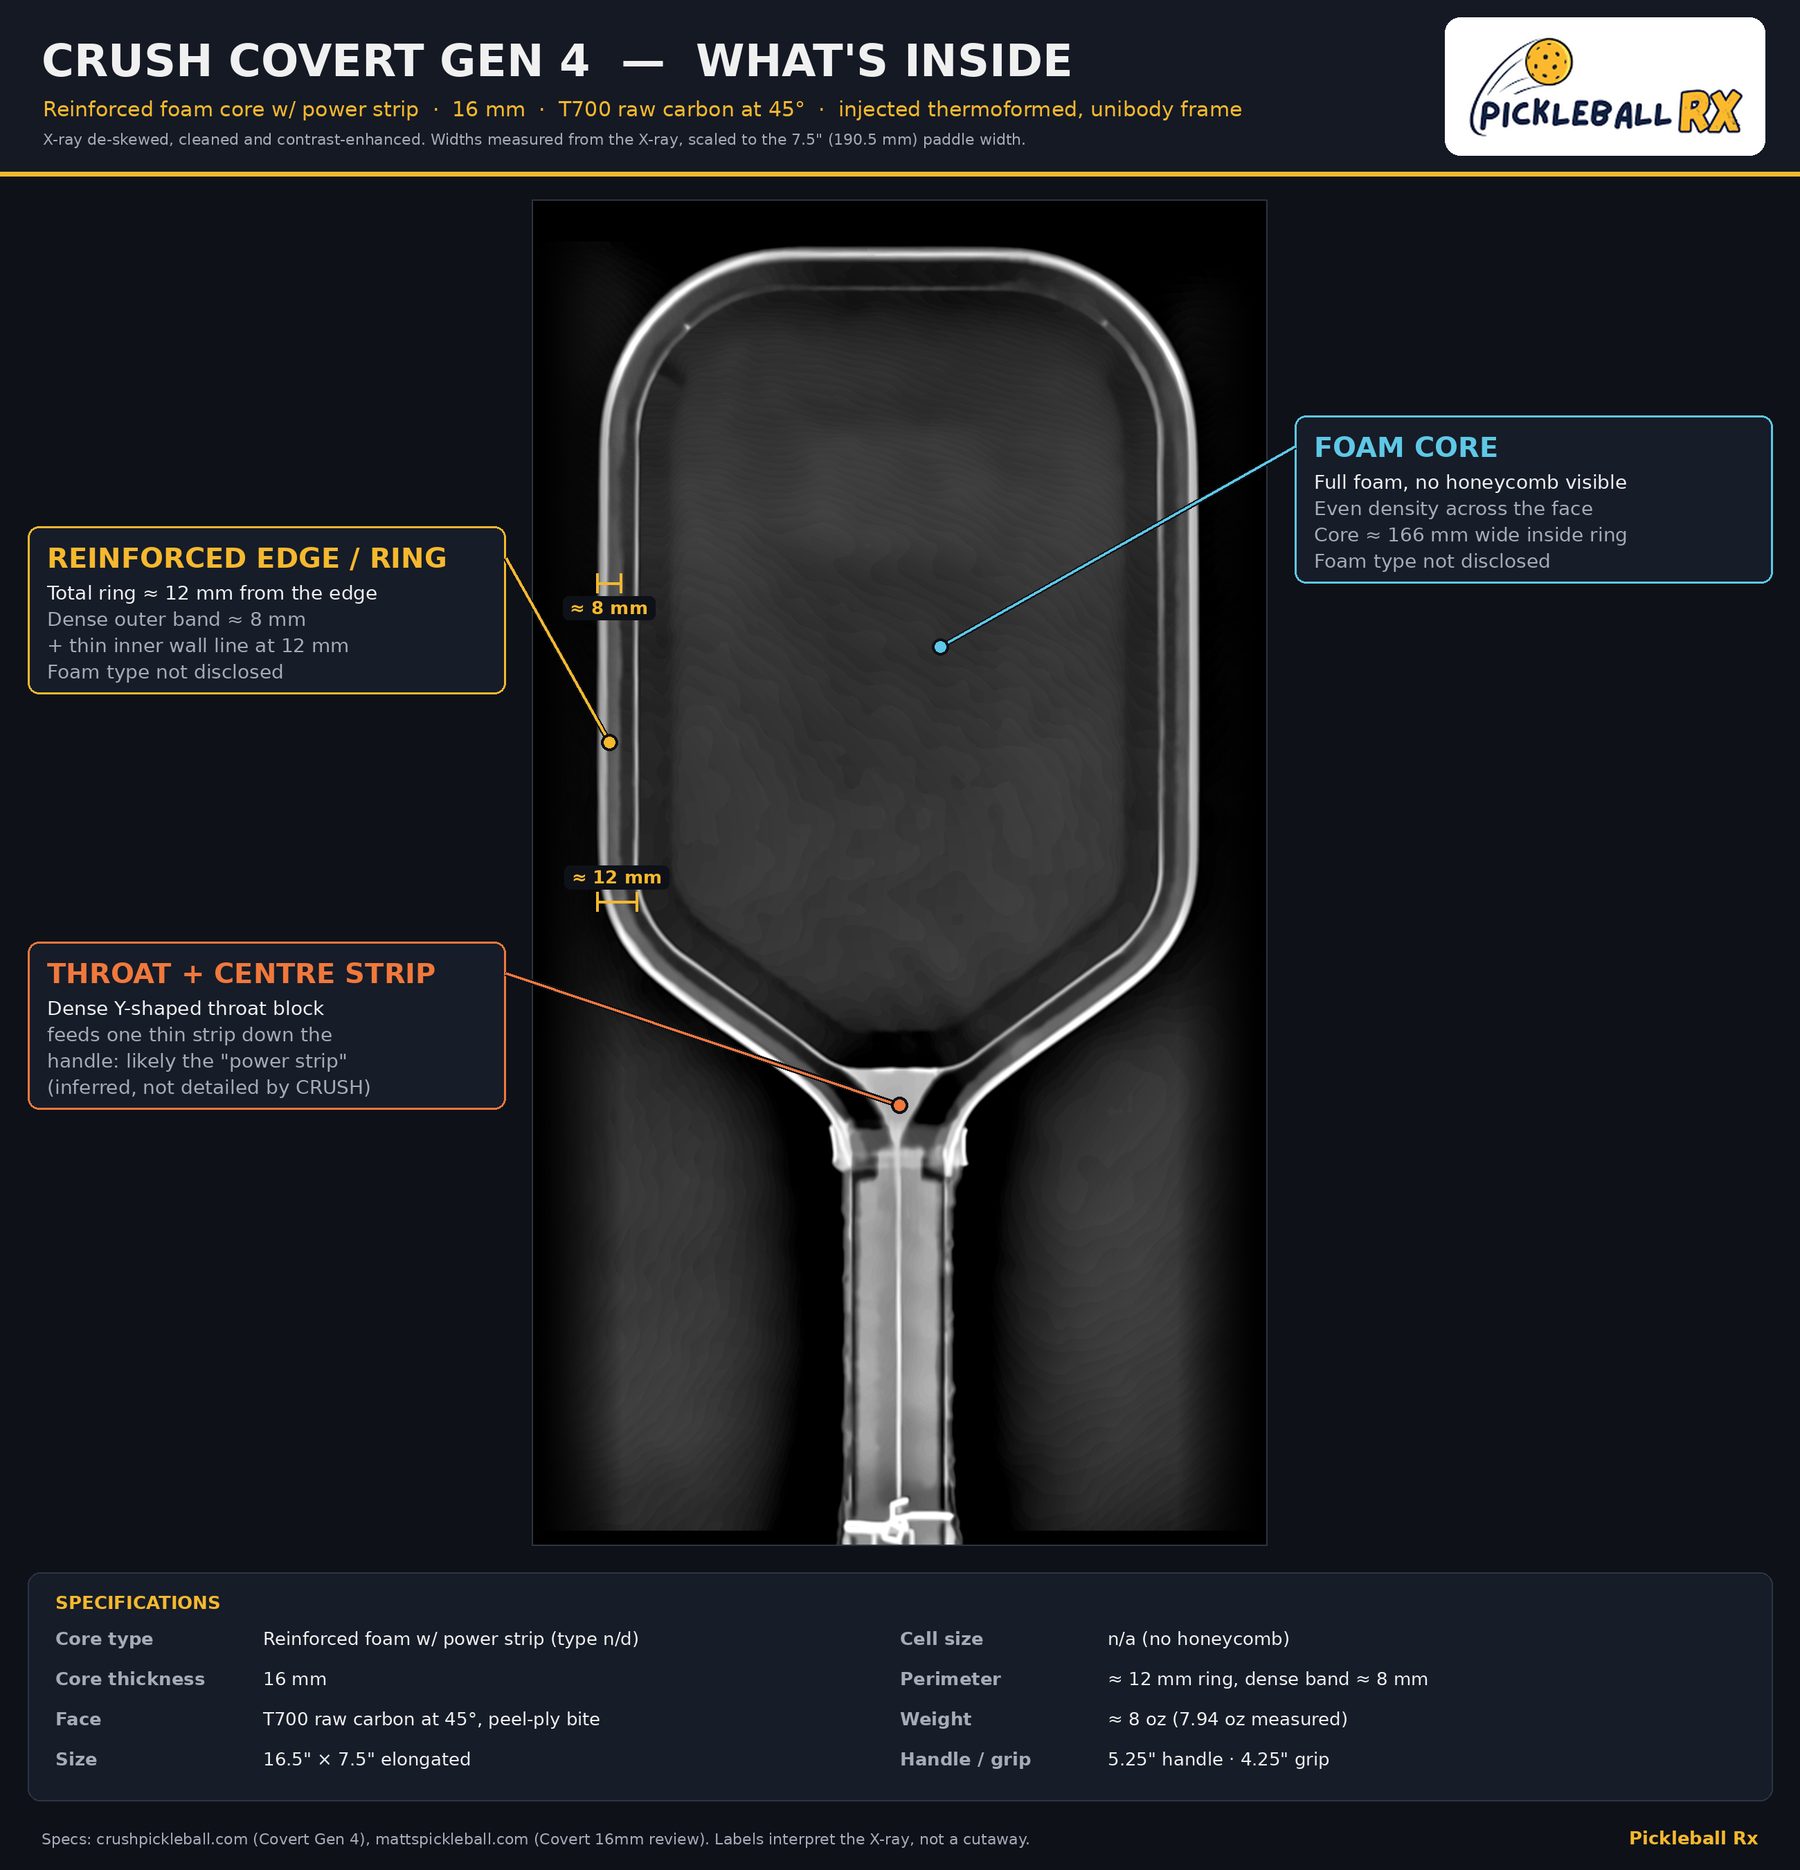 CRUSH COVERT GEN 4 — WHAT'S INSIDE
Reinforced foam core w/ power strip · 16 mm · T700 raw carbon at 45° · injected thermoformed, unibody frame
X-ray de-skewed, cleaned and contrast-enhanced. Widths measured from the X-ray, scaled to the 7.5" (190.5 mm) paddle width.
PICKLEBALL RX
FOAM CORE
Full foam, no honeycomb visible
Even density across the face
Core ≈ 166 mm wide inside ring
Foam type not disclosed
REINFORCED EDGE / RING
Total ring ≈ 12 mm from the edge
Dense outer band ≈ 8 mm
+ thin inner wall line at 12 mm
Foam type not disclosed
≈ 8 mm
≈ 12 mm
THROAT + CENTRE STRIP
Dense Y-shaped throat block
feeds one thin strip down the
handle: likely the "power strip"
(inferred, not detailed by CRUSH)
SPECIFICATIONS
Core type Reinforced foam w/ power strip (type n/d)
Core thickness 16 mm
Face T700 raw carbon at 45°, peel-ply bite
Size 16.5" × 7.5" elongated
Cell size n/a (no honeycomb)
Perimeter ≈ 12 mm ring, dense band ≈ 8 mm
Weight ≈ 8 oz (7.94 oz measured)
Handle / grip 5.25" handle · 4.25" grip
Specs: crushpickleball.com (Covert Gen 4), mattspickleball.com (Covert 16mm review). Labels interpret the X-ray, not a cutaway.
Pickleball Rx